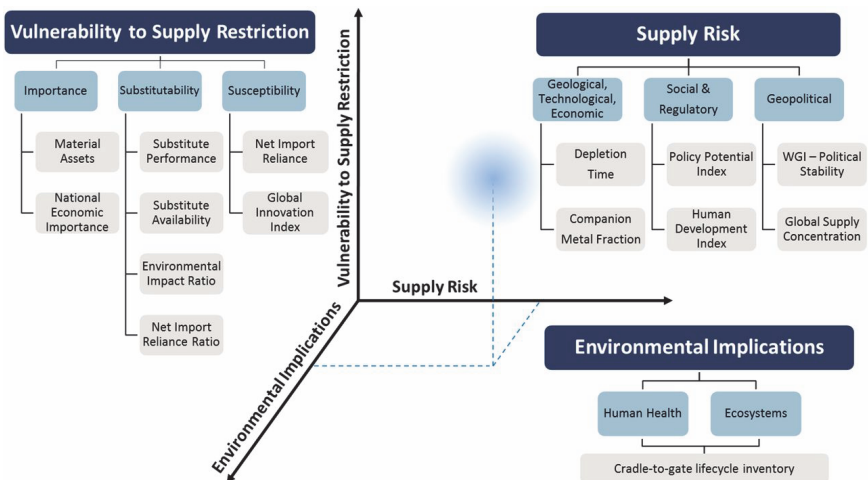 Vulnerability to Supply Restriction
Importance
Substitutability
Susceptibility
Material
Assets
Substitute
Performance
Net Import
Reliance
National
Economic
Importance
Substitute
Availability
Global
Innovation
Index
Environmental
Impact Ratio
Net Import
Reliance Ratio
Vulnerability to Supply Restriction
Supply Risk
Environmental Implications
Supply Risk
Geological,
Technological,
Economic
Social &
Regulatory
Geopolitical
Depletion
Time
Policy Potential
Index
WGI – Political
Stability
Companion
Metal Fraction
Human
Development
Index
Global Supply
Concentration
Environmental Implications
Human Health
Ecosystems
Cradle-to-gate lifecycle inventory